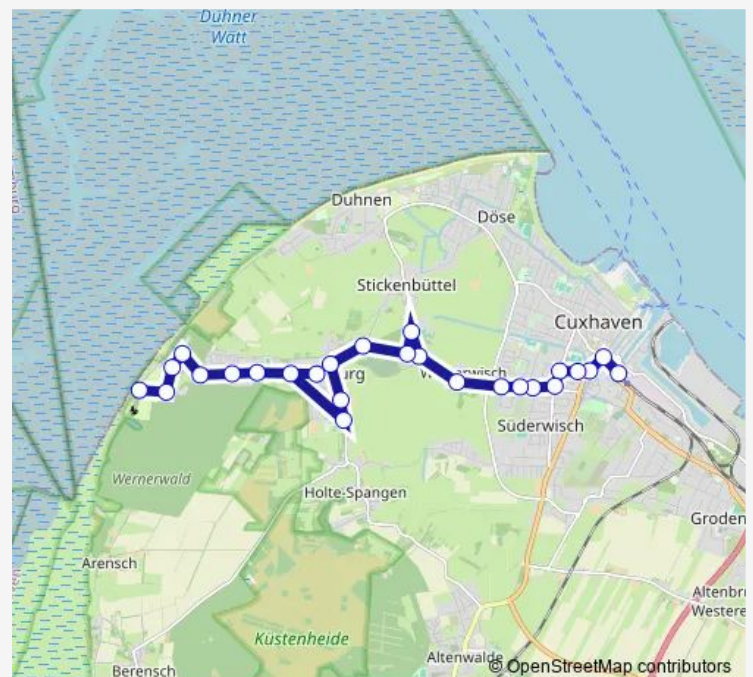 Duhner
Watt
Duhnen
Döse
Stickenbüttel
Cuxhaven
Süderwisch
Wernerwald
Holte-Spangen
Groden
Arensch
Altenbru
Westere
Küstenheide
Altenwalde
Berensch
© OpenStreetMap contributors